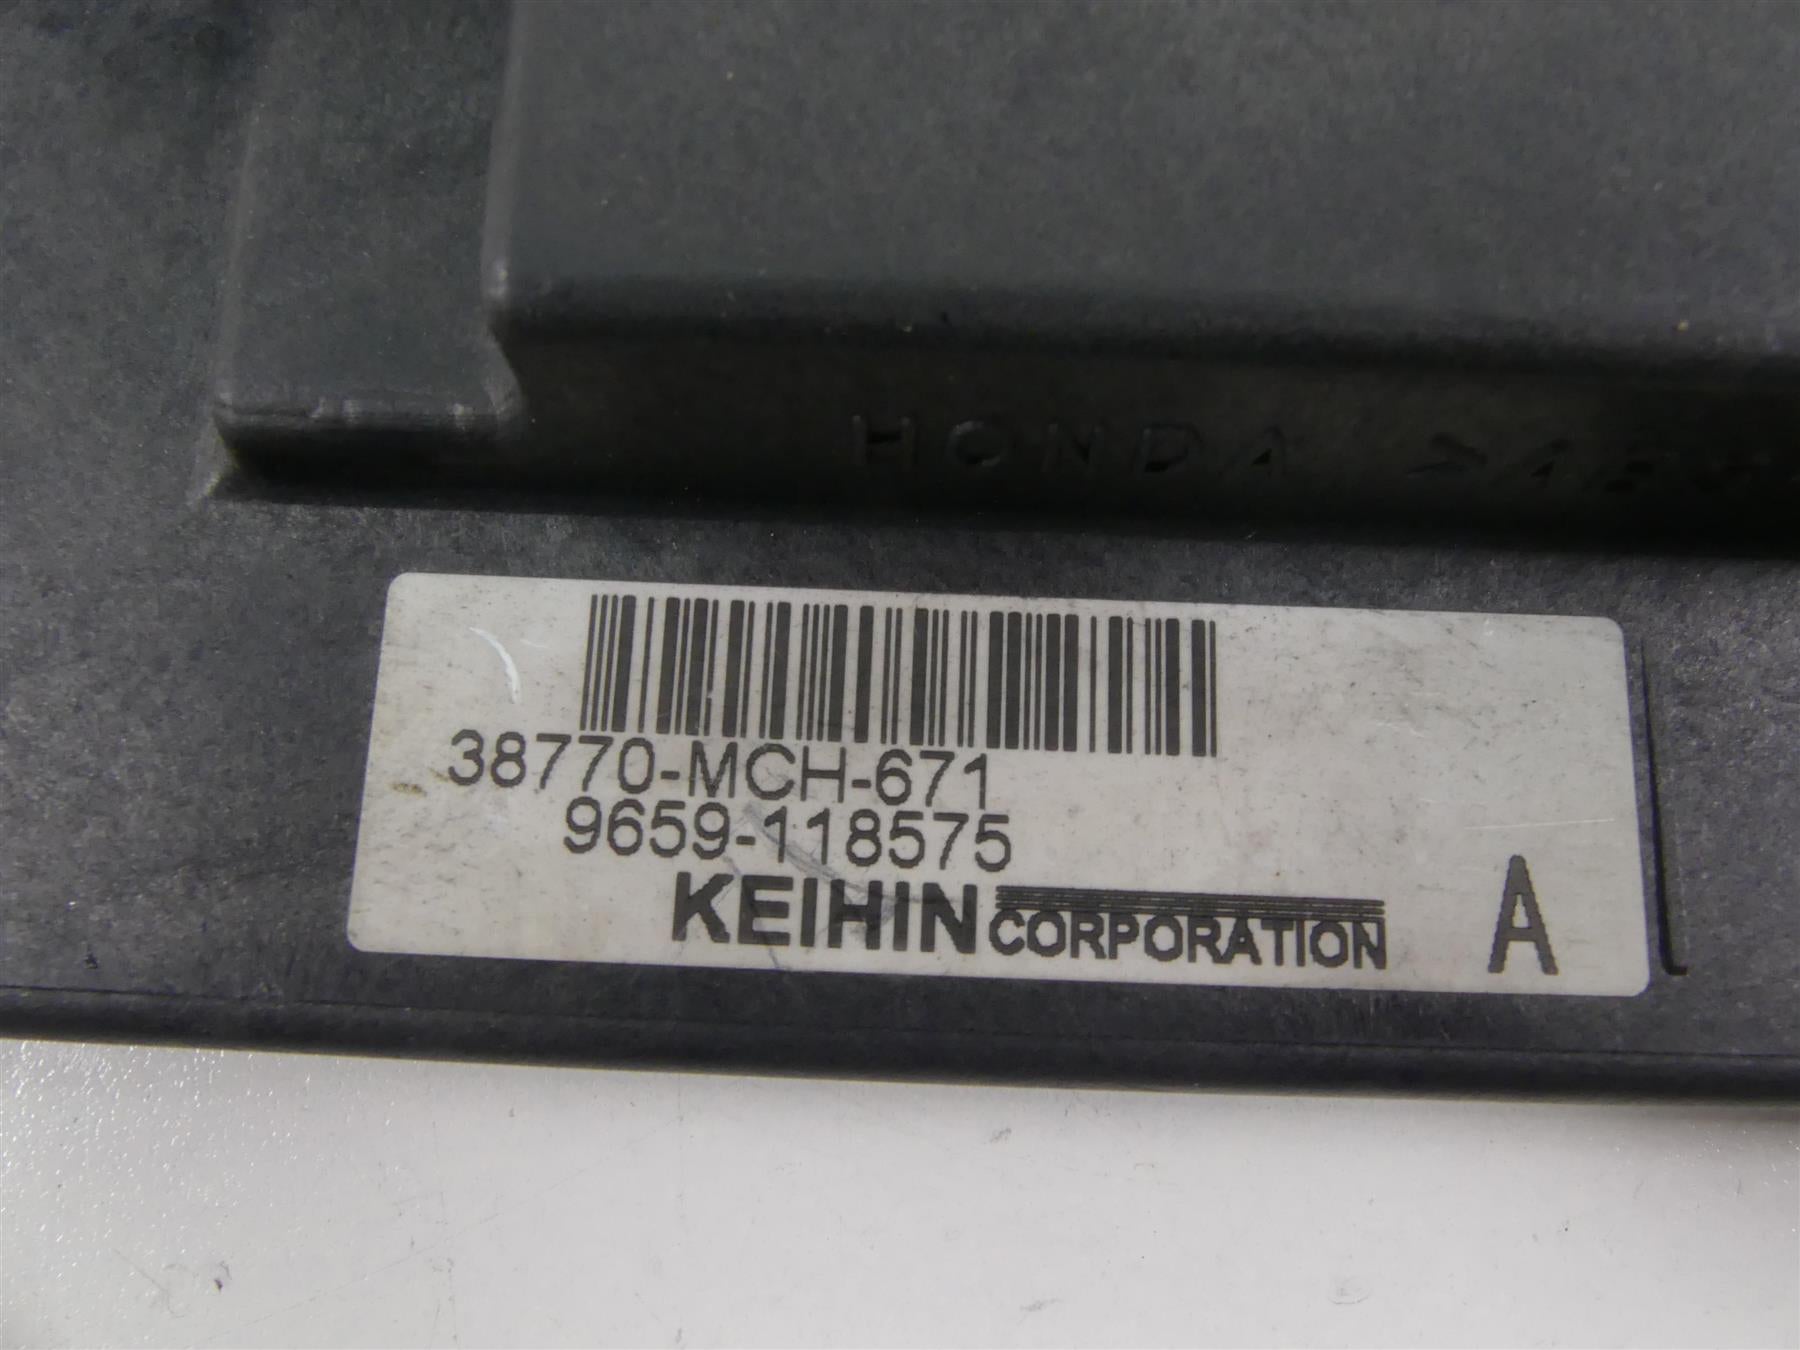 HONDA
38770-MCH-671
9659-118575
KEIHIN CORPORATION A